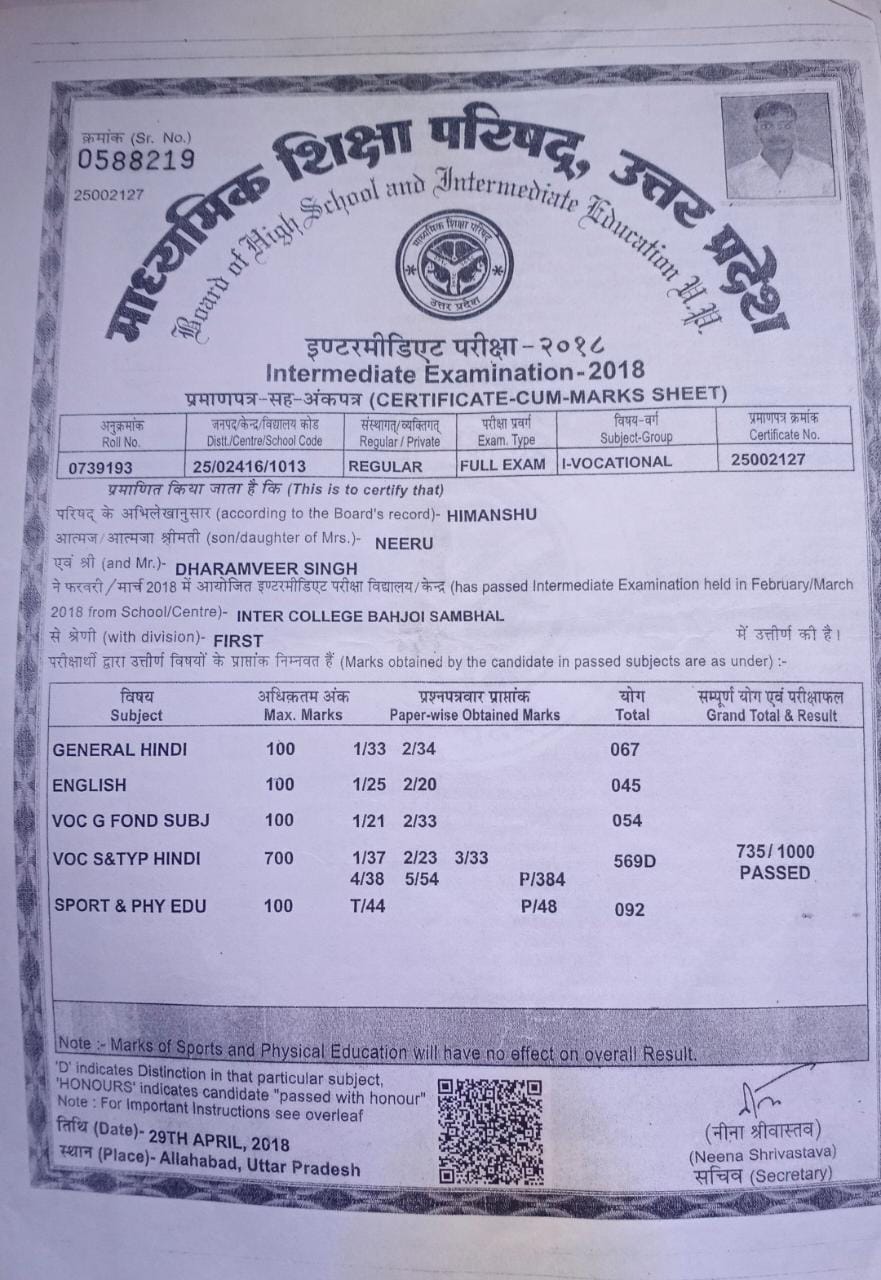 क्रमांक (Sr. No.)
0588219
25002127
माध्यमिक शिक्षा परिषद्, उत्तर प्रदेश
Board of High School and Intermediate Education U.P.
माध्यमिक शिक्षा परिषद्
उत्तर प्रदेश
इण्टरमीडिएट परीक्षा - २०१८
Intermediate Examination - 2018
प्रमाणपत्र-सह-अंकपत्र (CERTIFICATE-CUM-MARKS SHEET)
अनुक्रमांक जनपद/केन्द्र/विद्यालय कोड संस्थागत/व्यक्तिगत् परीक्षा प्रवर्ग विषय-वर्ग प्रमाणपत्र क्रमांक
Roll No. Distt./Centre/School Code Regular / Private Exam. Type Subject-Group Certificate No.
0739193 25/02416/1013 REGULAR FULL EXAM I-VOCATIONAL 25002127
प्रमाणित किया जाता है कि (This is to certify that)
परिषद के अभिलेखानुसार (according to the Board's record)- HIMANSHU
आत्मज/आत्मजा श्रीमती (son/daughter of Mrs.)- NEERU
एवं श्री (and Mr.)- DHARAMVEER SINGH
ने फरवरी/मार्च 2018 में आयोजित इण्टरमीडिएट परीक्षा विद्यालय/केन्द्र (has passed Intermediate Examination held in February/March
2018 from School/Centre)- INTER COLLEGE BAHJOI SAMBHAL
से श्रेणी (with division)- FIRST में उत्तीर्ण की है।
परीक्षार्थी द्वारा उत्तीर्ण विषयों के प्राप्तांक निम्नवत हैं (Marks obtained by the candidate in passed subjects are as under) :-
विषय अधिकतम अंक प्रश्नपत्रवार प्राप्तांक योग सम्पूर्ण योग एवं परीक्षाफल
Subject Max. Marks Paper-wise Obtained Marks Total Grand Total & Result
GENERAL HINDI 100 1/33 2/34 067
ENGLISH 100 1/25 2/20 045
VOC G FOND SUBJ 100 1/21 2/33 054
VOC S&TYP HINDI 700 1/37 2/23 3/33 569D 735/1000
4/38 5/54 P/384 PASSED
SPORT & PHY EDU 100 T/44 P/48 092
Note :- Marks of Sports and Physical Education will have no effect on overall Result.
'D' indicates Distinction in that particular subject,
'HONOURS' indicates candidate "passed with honour"
Note : For Important Instructions see overleaf
तिथि (Date)- 29TH APRIL, 2018
स्थान (Place)- Allahabad, Uttar Pradesh
(नीना श्रीवास्तव)
(Neena Shrivastava)
सचिव (Secretary)